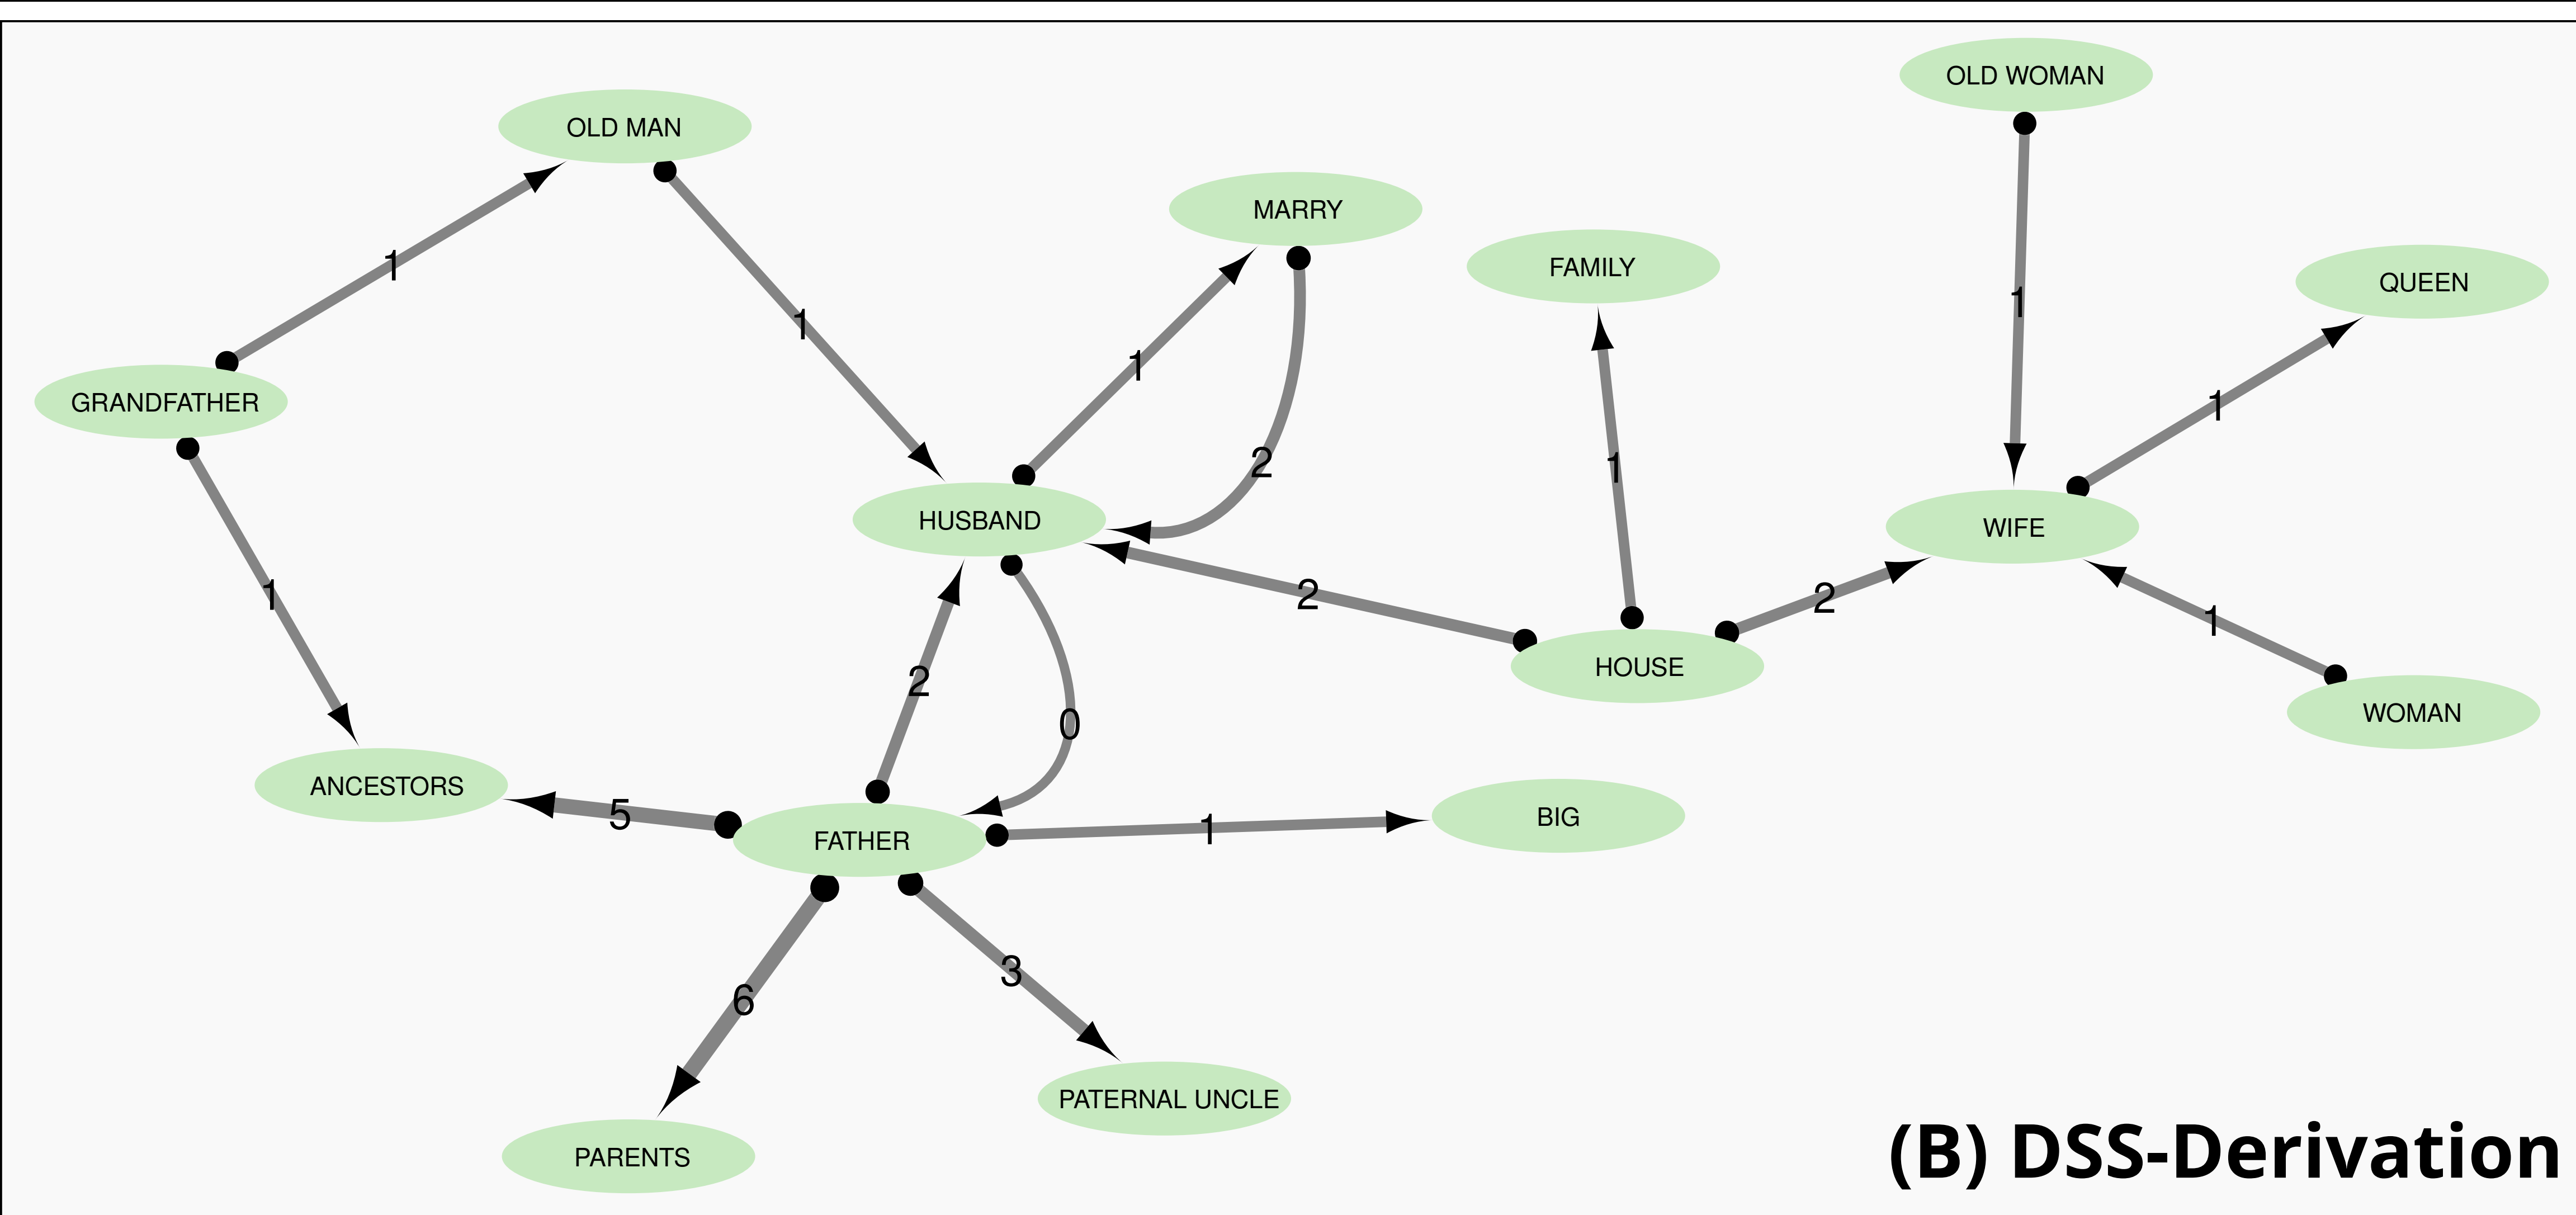 OLD WOMAN
OLD MAN
MARRY
FAMILY
1
QUEEN
1
1
1
1
GRANDFATHER
1
2
1
HUSBAND
WIFE
1
2
2
1
HOUSE
2
WOMAN
0
ANCESTORS
5
1
BIG
FATHER
3
6
PATERNAL UNCLE
PARENTS
(B) DSS-Derivation